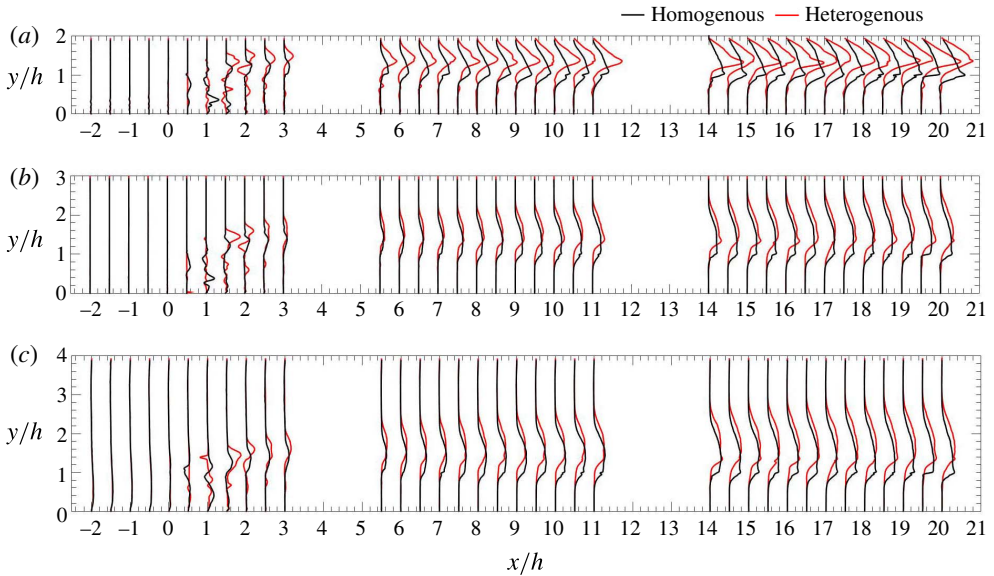 Homogenous Heterogenous
(a) 2
y/h 1
0
–2 –1 0 1 2 3 4 5 6 7 8 9 10 11 12 13 14 15 16 17 18 19 20 21
(b) 3
2
y/h
1
0
–2 –1 0 1 2 3 4 5 6 7 8 9 10 11 12 13 14 15 16 17 18 19 20 21
(c) 4
3
y/h 2
1
0
–2 –1 0 1 2 3 4 5 6 7 8 9 10 11 12 13 14 15 16 17 18 19 20 21
x/h